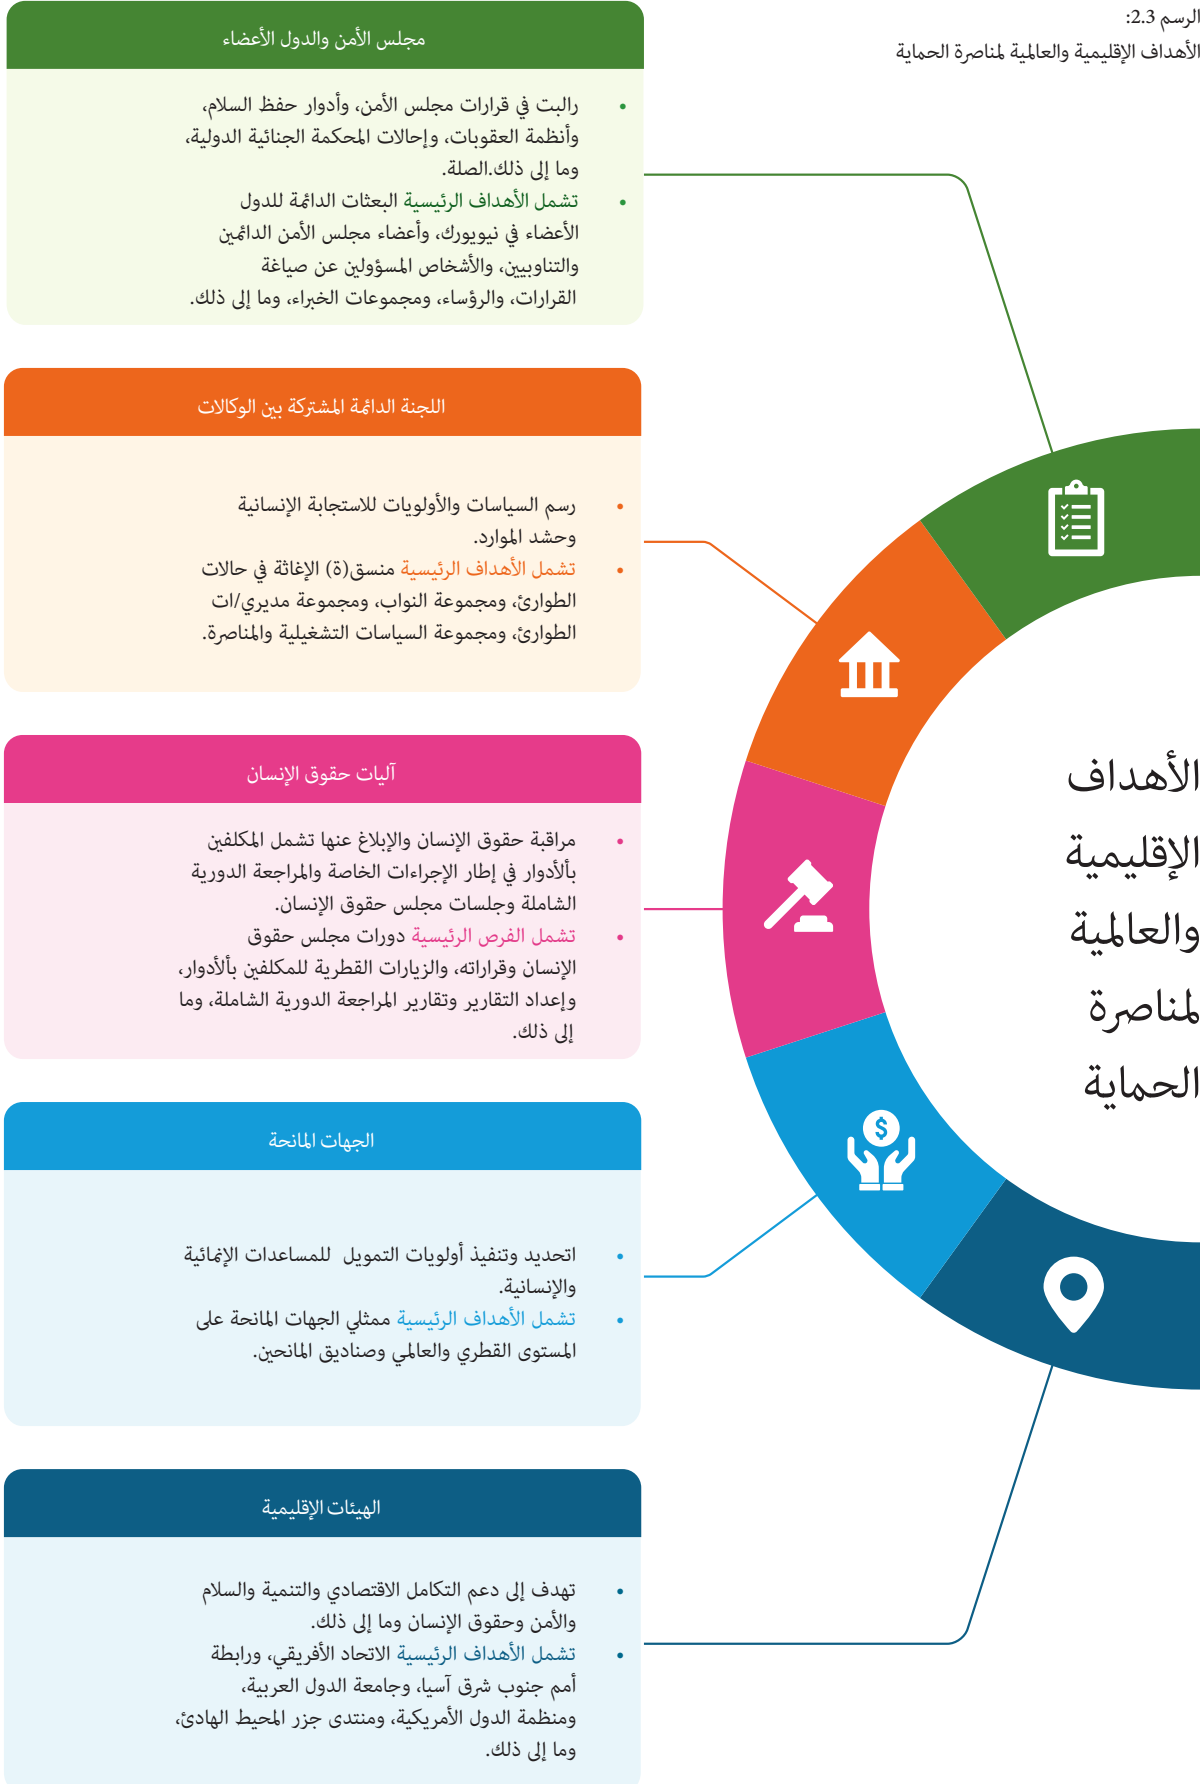 الرسم 2.3:
الأهداف الإقليمية والعالمية لمناصرة الحماية
مجلس الأمن والدول الأعضاء
• رالبت في قرارات مجلس الأمن، وأدوار حفظ السلام،
وأنظمة العقوبات، وإحالات المحكمة الجنائية الدولية،
وما إلى ذلك.الصلة.
• تشمل الأهداف الرئيسية البعثات الدائمة للدول
الأعضاء في نيويورك، وأعضاء مجلس الأمن الدائمين
والتناوبيين، والأشخاص المسؤولين عن صياغة
القرارات، والرؤساء، ومجموعات الخبراء، وما إلى ذلك.
اللجنة الدائمة المشتركة بين الوكالات
• رسم السياسات والأولويات للاستجابة الإنسانية
وحشد الموارد.
• تشمل الأهداف الرئيسية منسق(ة) الإغاثة في حالات
الطوارئ، ومجموعة النواب، ومجموعة مديري/ات
الطوارئ، ومجموعة السياسات التشغيلية والمناصرة.
آليات حقوق الإنسان
• مراقبة حقوق الإنسان والإبلاغ عنها تشمل المكلفين
بألأدوار في إطار الإجراءات الخاصة والمراجعة الدورية
الشاملة وجلسات مجلس حقوق الإنسان.
• تشمل الفرص الرئيسية دورات مجلس حقوق
الإنسان وقراراته، والزيارات القطرية للمكلفين بألأدوار،
وإعداد التقارير وتقارير المراجعة الدورية الشاملة، وما
إلى ذلك.
الجهات المانحة
• اتحديد وتنفيذ أولويات التمويل للمساعدات الإنمائية
والإنسانية.
• تشمل الأهداف الرئيسية ممثلي الجهات المانحة على
المستوى القطري والعالمي وصناديق المانحين.
الهيئات الإقليمية
• تهدف إلى دعم التكامل الاقتصادي والتنمية والسلام
والأمن وحقوق الإنسان وما إلى ذلك.
• تشمل الأهداف الرئيسية الاتحاد الأفريقي، ورابطة
أمم جنوب شرق آسيا، وجامعة الدول العربية،
ومنظمة الدول الأمريكية، ومنتدى جزر المحيط الهادئ،
وما إلى ذلك.
الأهداف
الإقليمية
والعالمية
لمناصرة
الحماية
$